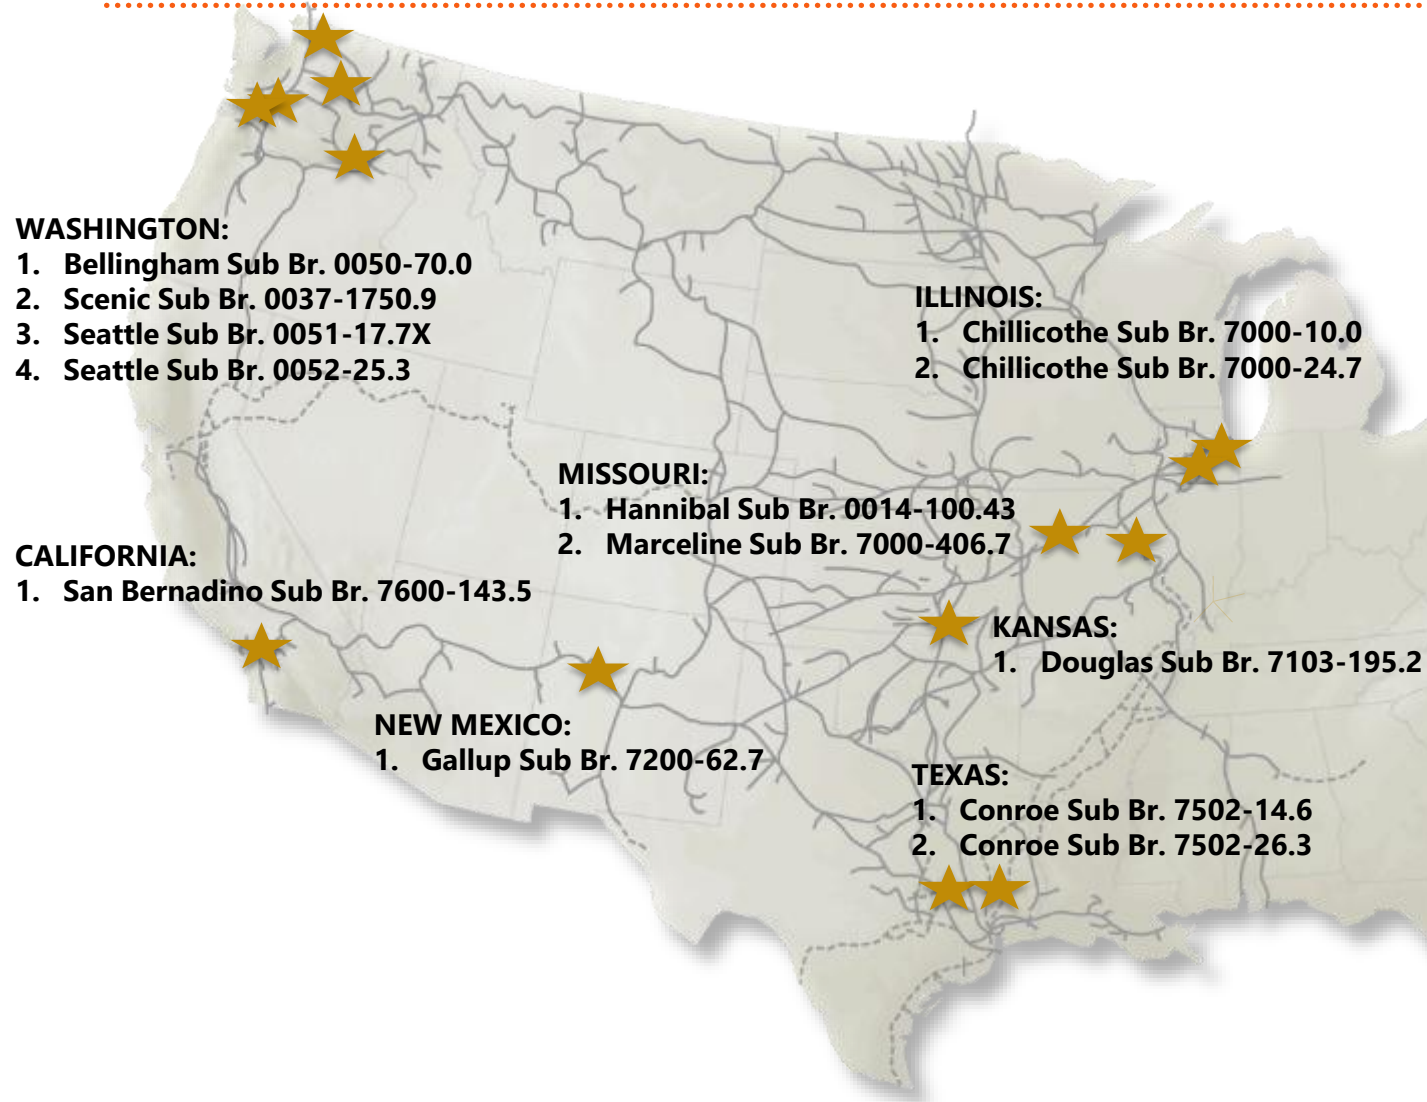 WASHINGTON:
1. Bellingham Sub Br. 0050-70.0
2. Scenic Sub Br. 0037-1750.9
3. Seattle Sub Br. 0051-17.7X
4. Seattle Sub Br. 0052-25.3
ILLINOIS:
1. Chillicothe Sub Br. 7000-10.0
2. Chillicothe Sub Br. 7000-24.7
MISSOURI:
1. Hannibal Sub Br. 0014-100.43
2. Marceline Sub Br. 7000-406.7
CALIFORNIA:
1. San Bernadino Sub Br. 7600-143.5
KANSAS:
1. Douglas Sub Br. 7103-195.2
NEW MEXICO:
1. Gallup Sub Br. 7200-62.7
TEXAS:
1. Conroe Sub Br. 7502-14.6
2. Conroe Sub Br. 7502-26.3